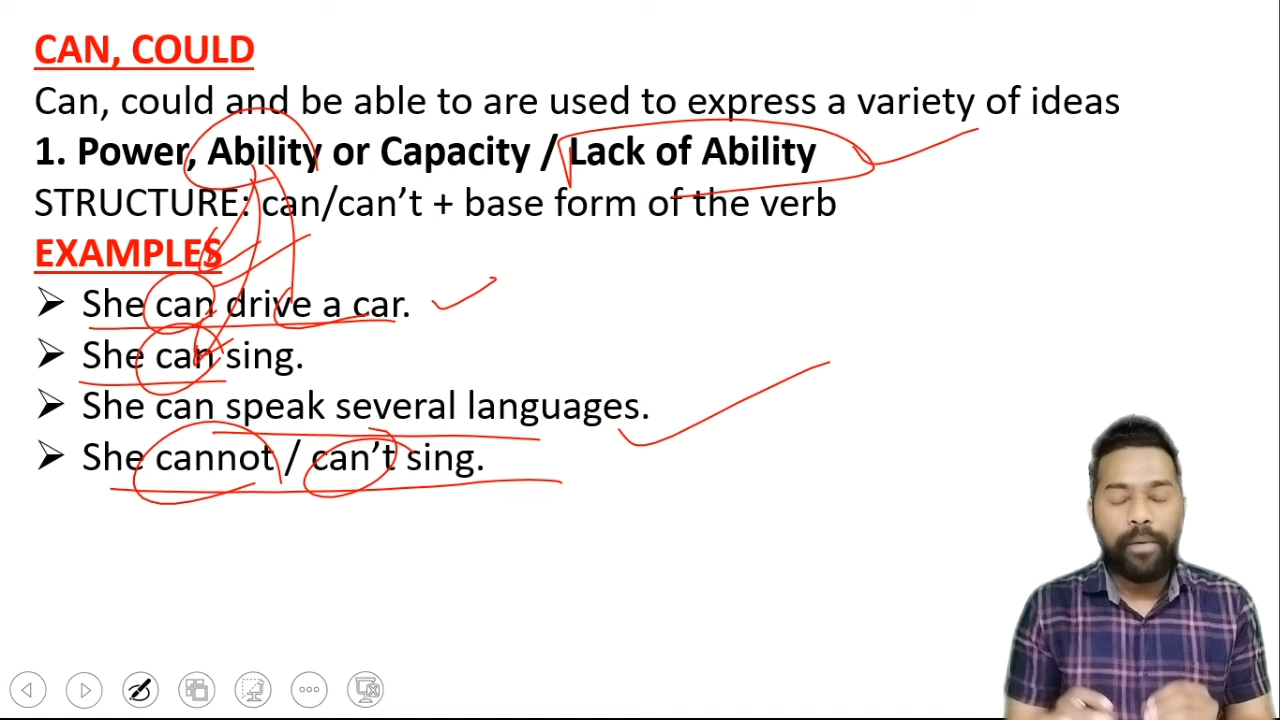 CAN, COULD
Can, could and be able to are used to express a variety of ideas
1. Power, Ability or Capacity / Lack of Ability
STRUCTURE: can/can’t + base form of the verb
EXAMPLES
➢ She can drive a car.
➢ She can sing.
➢ She can speak several languages.
➢ She cannot / can’t sing.